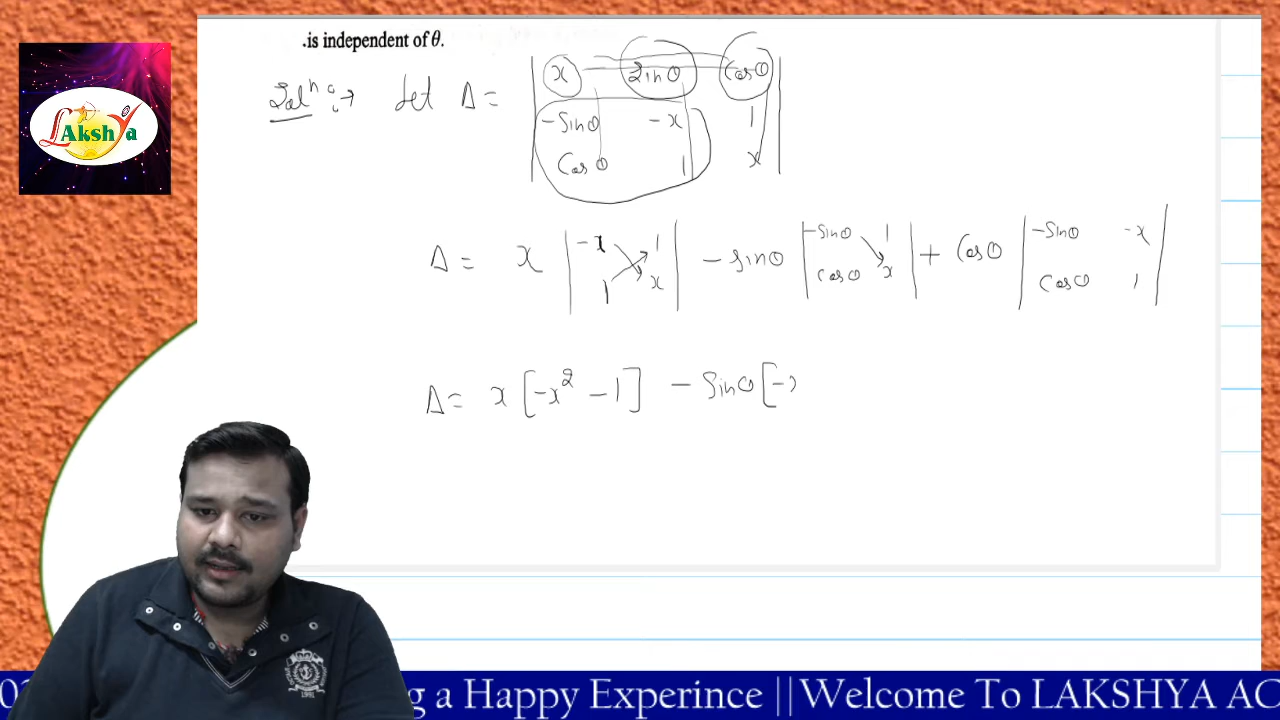 .is independent of θ.
LAkshYa
Solⁿ :→ Let Δ = | x sinθ cosθ |
| -sinθ -x 1 |
| cosθ 1 x |
Δ = x | -x 1 | - sinθ | -sinθ 1 | + cosθ | -sinθ -x |
| 1 x | | cosθ x | | cosθ 1 |
Δ = x [-x² - 1] - sinθ [-
g a Happy Experince ||Welcome To LAKSHYA AC